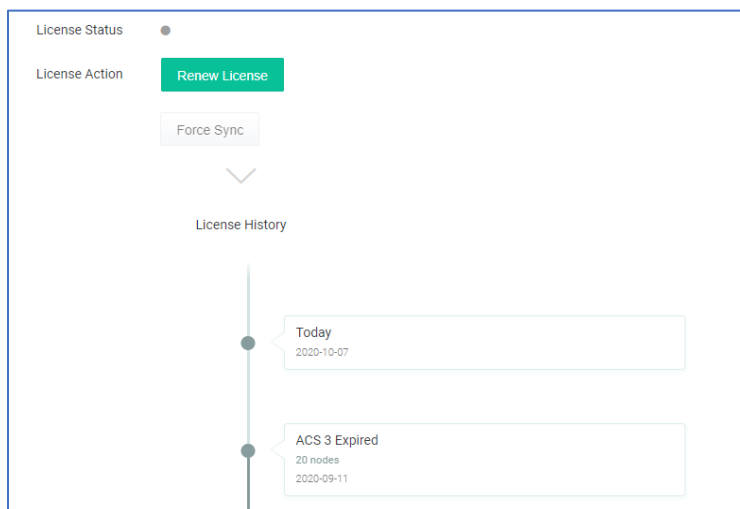 License Status
License Action
Renew License
Force Sync
License History
Today
2020-10-07
ACS 3 Expired
20 nodes
2020-09-11